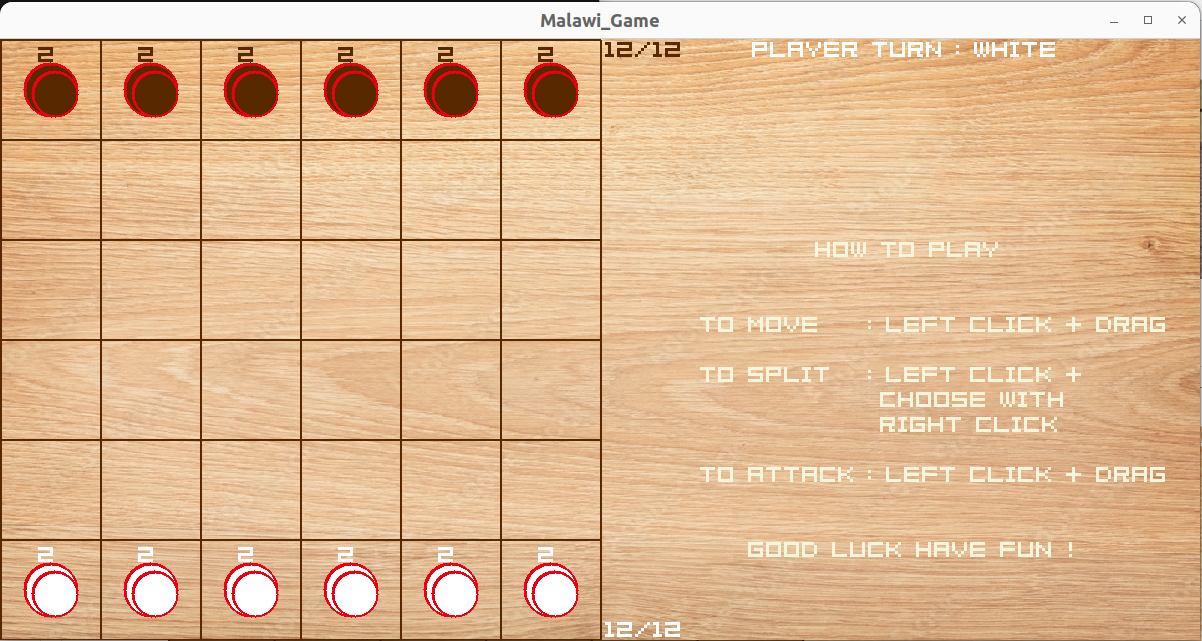 Malawi_Game
2 2 2 2 2 2 12/12 PLAYER TURN : WHITE
HOW TO PLAY
TO MOVE : LEFT CLICK + DRAG
TO SPLIT : LEFT CLICK +
CHOOSE WITH
RIGHT CLICK
TO ATTACK : LEFT CLICK + DRAG
GOOD LUCK HAVE FUN !
2 2 2 2 2 2
12/12